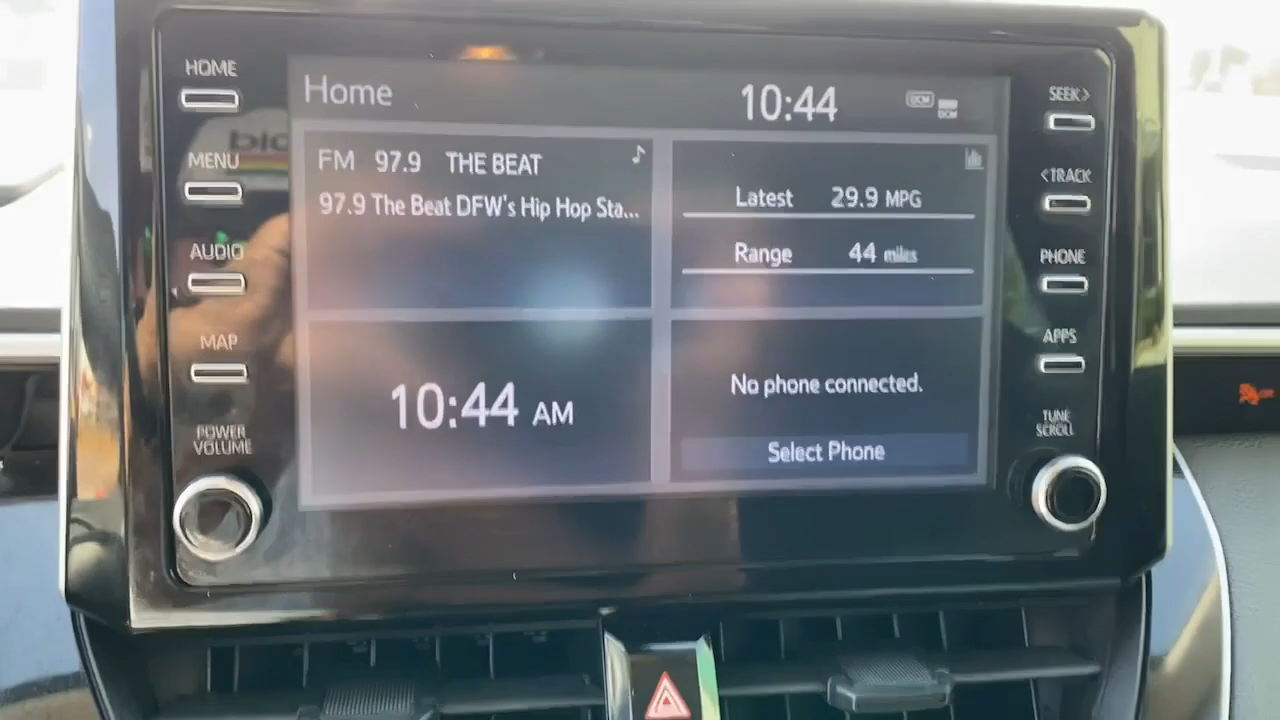 HOME
MENU
AUDIO
MAP
POWER
VOLUME
Home
10:44
DCM
DCM
FM 97.9 THE BEAT
97.9 The Beat DFW's Hip Hop Sta...
Latest 29.9 MPG
Range 44 miles
10:44 AM
No phone connected.
Select Phone
SEEK>
<TRACK
PHONE
APPS
TUNE
SCROLL